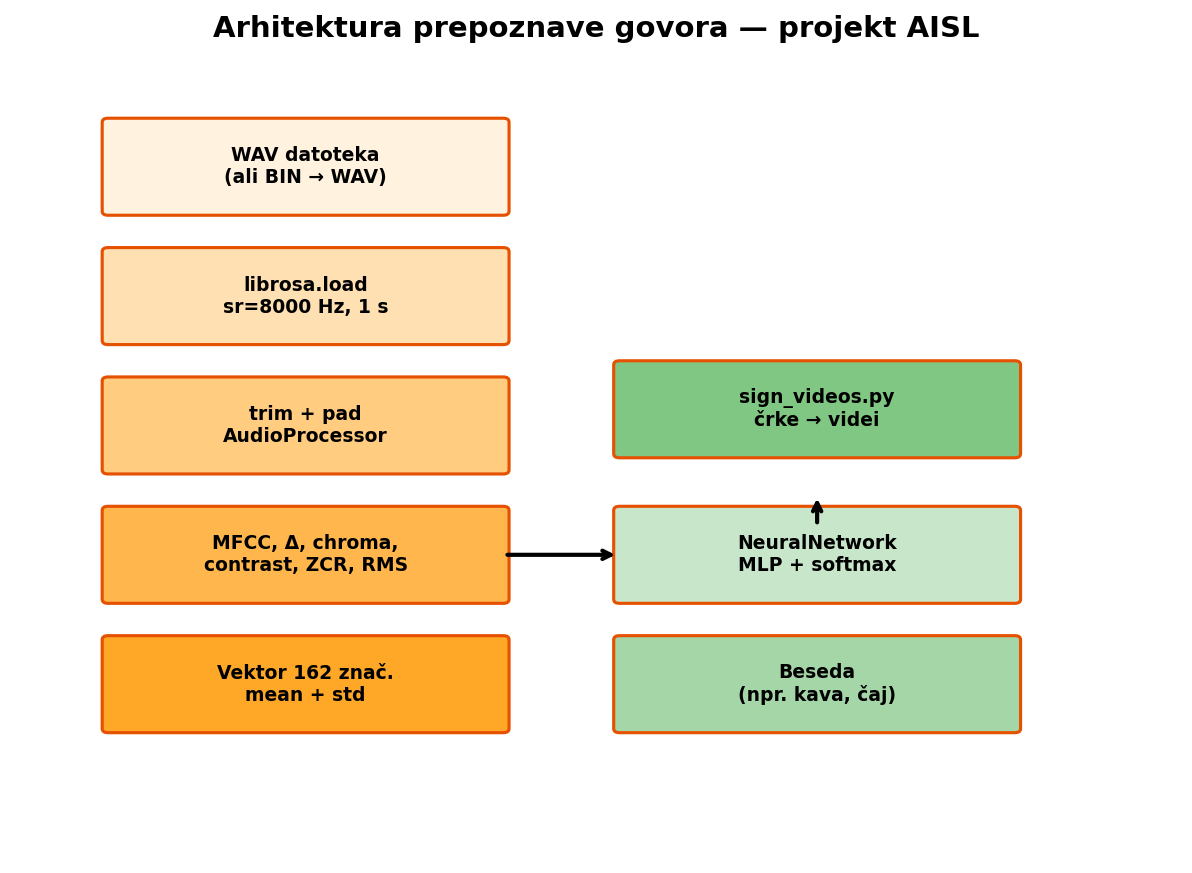 Arhitektura prepoznave govora — projekt AISL
WAV datoteka
(ali BIN → WAV)
librosa.load
sr=8000 Hz, 1 s
trim + pad
AudioProcessor
MFCC, Δ, chroma,
contrast, ZCR, RMS
Vektor 162 znač.
mean + std
sign_videos.py
črke → videi
NeuralNetwork
MLP + softmax
Beseda
(npr. kava, čaj)